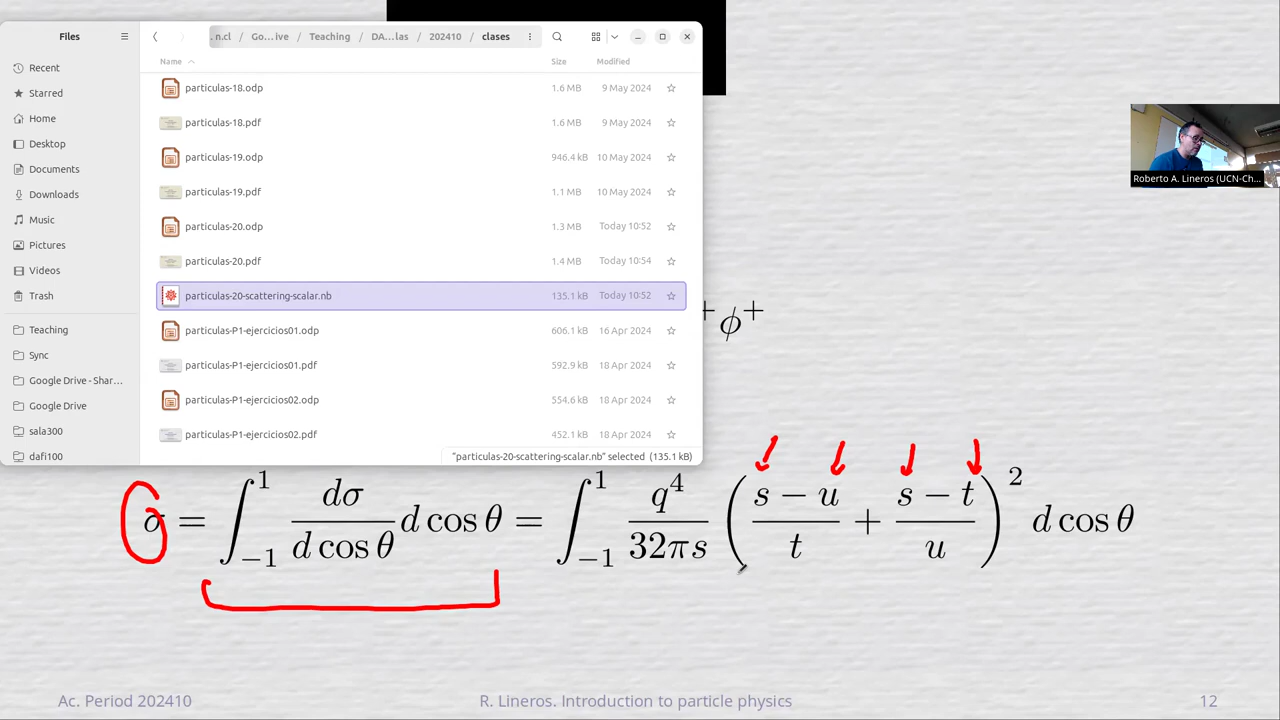 Files
.n.cl / Go...ive / Teaching / DA...las / 202410 / clases
Name Size Modified
Recent
Starred
Home
Desktop
Documents
Downloads
Music
Pictures
Videos
Trash
Teaching
Sync
Google Drive - Shar...
Google Drive
sala300
dafi100
particulas-18.odp 1.6 MB 9 May 2024
particulas-18.pdf 1.6 MB 9 May 2024
particulas-19.odp 946.4 kB 10 May 2024
particulas-19.pdf 1.1 MB 10 May 2024
particulas-20.odp 1.3 MB Today 10:52
particulas-20.pdf 1.4 MB Today 10:54
particulas-20-scattering-scalar.nb 135.1 kB Today 10:52
particulas-P1-ejercicios01.odp 606.1 kB 16 Apr 2024
particulas-P1-ejercicios01.pdf 592.9 kB 18 Apr 2024
particulas-P1-ejercicios02.odp 554.6 kB 18 Apr 2024
particulas-P1-ejercicios02.pdf 452.1 kB 18 Apr 2024
"particulas-20-scattering-scalar.nb" selected (135.1 kB)
Roberto A. Lineros (UCN-Ch...
⁺ϕ⁺
σ = ∫_{-1}^{1} dσ/(d cos θ) d cos θ = ∫_{-1}^{1} q⁴/(32πs) ((s − u)/t + (s − t)/u)² d cos θ
Ac. Period 202410 R. Lineros. Introduction to particle physics 12